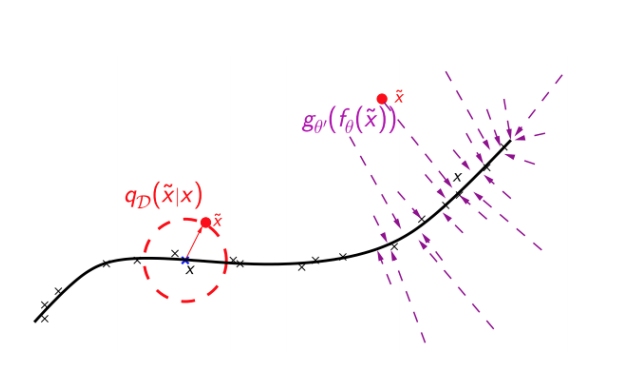 x̃
g_θ′(f_θ(x̃))
x
q_𝒟(x̃|x)
x̃
x